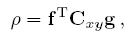 ρ = f^T C_{xy} g ,